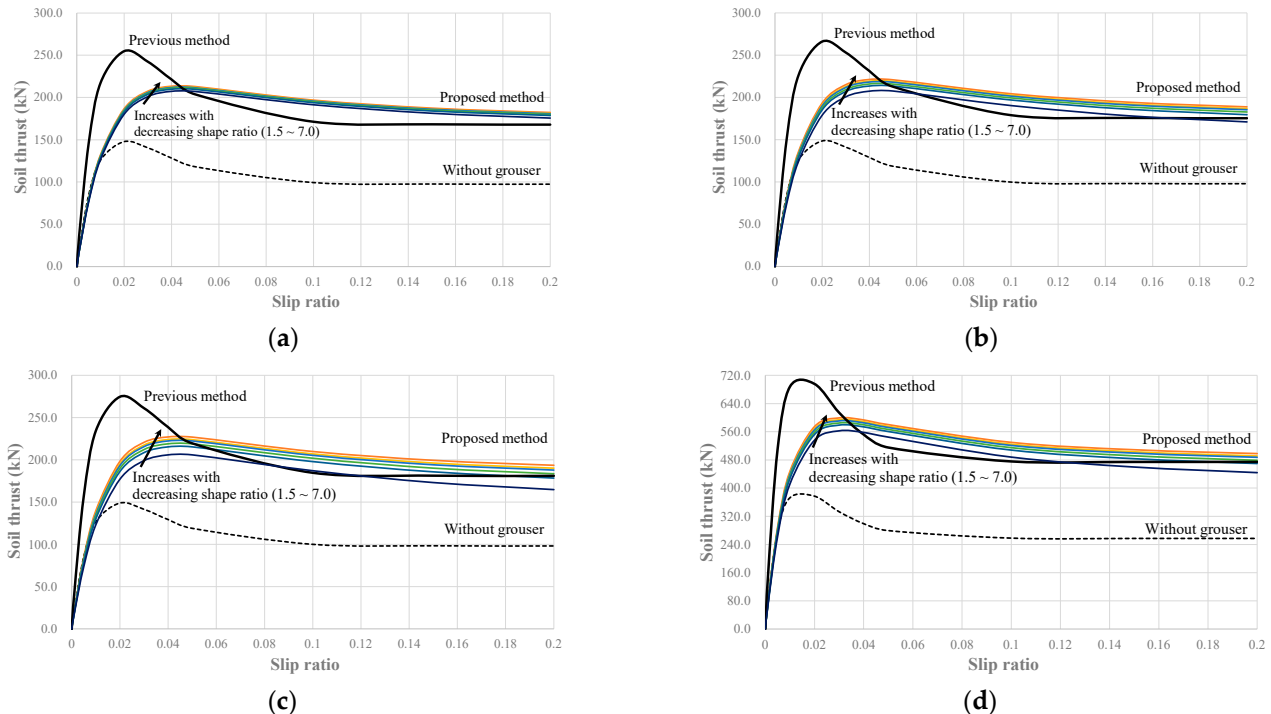 300.0
250.0
200.0
150.0
100.0
50.0
0.0
Soil thrust (kN)
Previous method
Proposed method
Increases with
decreasing shape ratio (1.5 ~ 7.0)
Without grouser
0 0.02 0.04 0.06 0.08 0.1 0.12 0.14 0.16 0.18 0.2
Slip ratio
(a)
300.0
250.0
200.0
150.0
100.0
50.0
0.0
Soil thrust (kN)
Previous method
Proposed method
Increases with
decreasing shape ratio (1.5 ~ 7.0)
Without grouser
0 0.02 0.04 0.06 0.08 0.1 0.12 0.14 0.16 0.18 0.2
Slip ratio
(b)
300.0
250.0
200.0
150.0
100.0
50.0
0.0
Soil thrust (kN)
Previous method
Proposed method
Increases with
decreasing shape ratio (1.5 ~ 7.0)
Without grouser
0 0.02 0.04 0.06 0.08 0.1 0.12 0.14 0.16 0.18 0.2
Slip ratio
(c)
720.0
640.0
560.0
480.0
400.0
320.0
240.0
160.0
80.0
0.0
Soil thrust (kN)
Previous method
Proposed method
Increases with
decreasing shape ratio (1.5 ~ 7.0)
Without grouser
0 0.02 0.04 0.06 0.08 0.1 0.12 0.14 0.16 0.18 0.2
Slip ratio
(d)